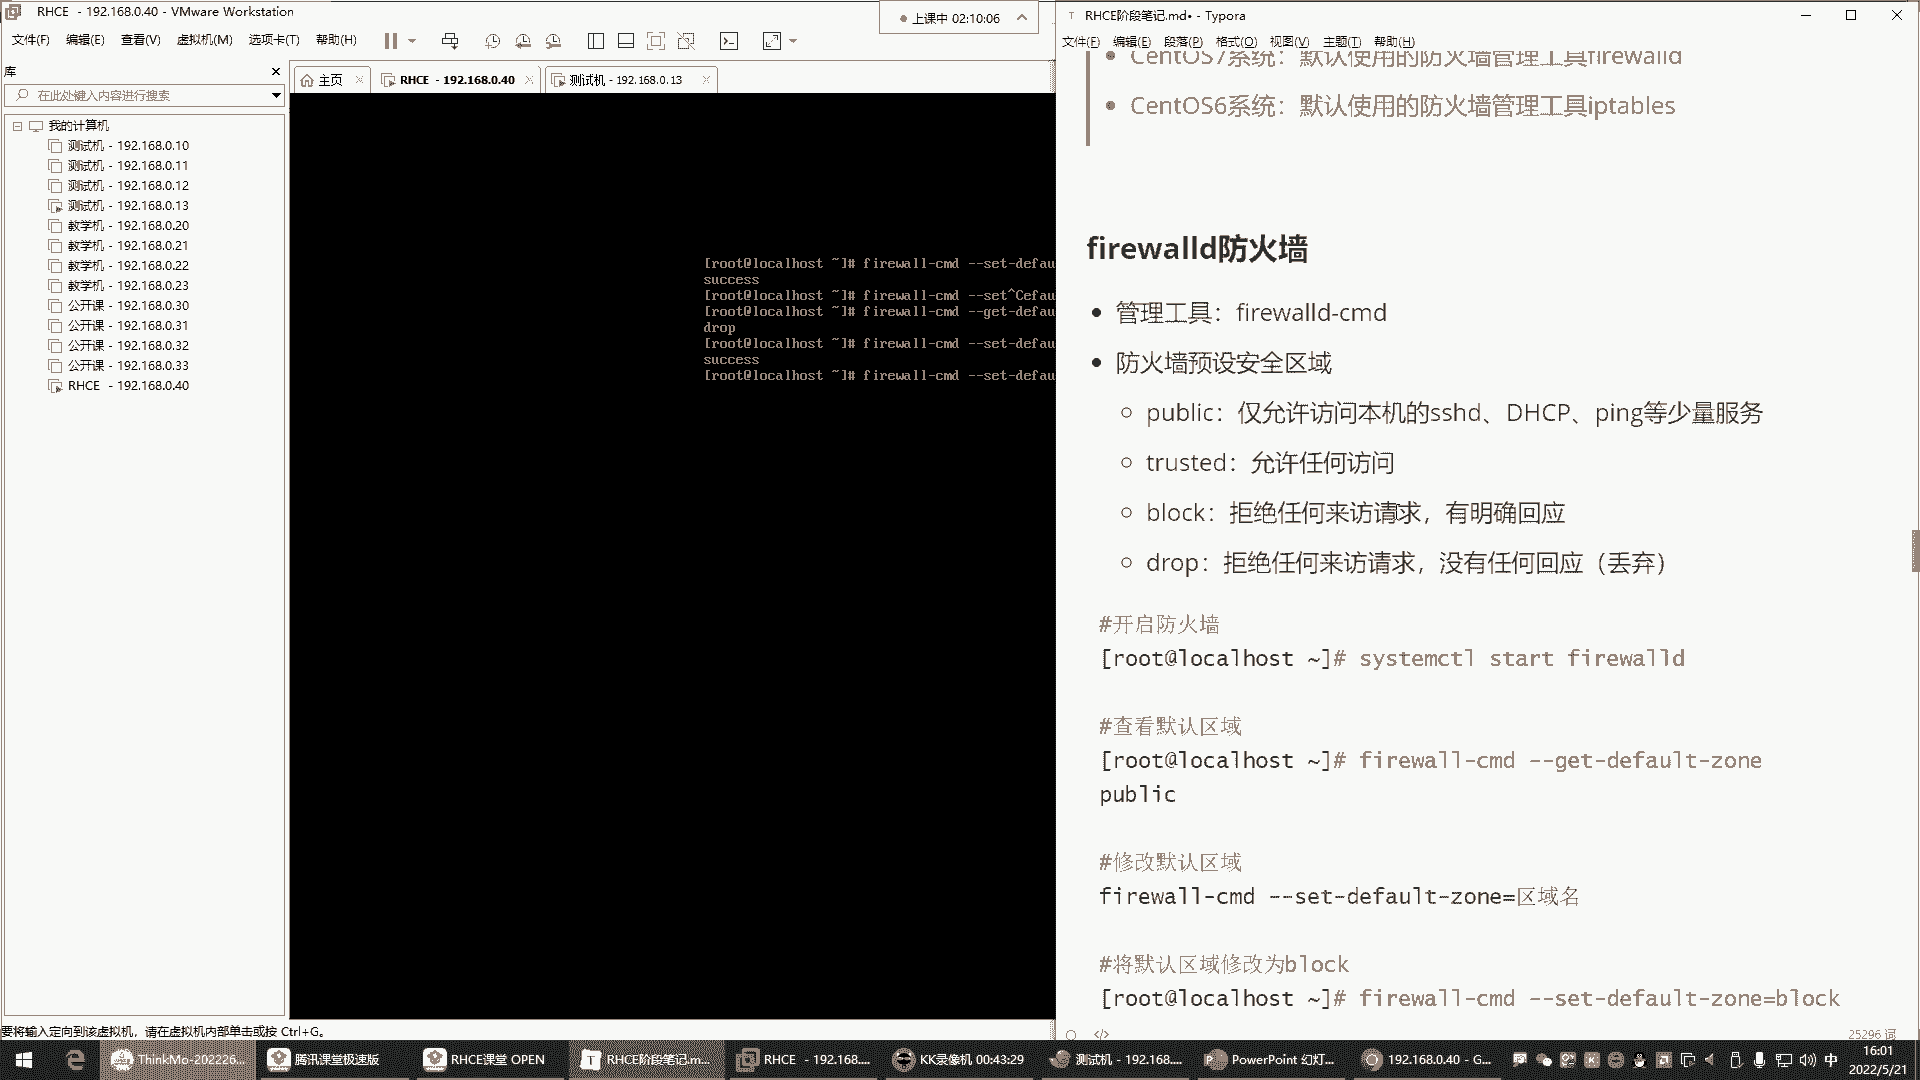 RHCE - 192.168.0.40 - VMware Workstation
文件(F) 编辑(E) 查看(V) 虚拟机(M) 选项卡(T) 帮助(H)
上课中 02:10:06
库
在此处键入内容进行搜索
我的计算机
测试机 - 192.168.0.10
测试机 - 192.168.0.11
测试机 - 192.168.0.12
测试机 - 192.168.0.13
教学机 - 192.168.0.20
教学机 - 192.168.0.21
教学机 - 192.168.0.22
教学机 - 192.168.0.23
公开课 - 192.168.0.30
公开课 - 192.168.0.31
公开课 - 192.168.0.32
公开课 - 192.168.0.33
RHCE - 192.168.0.40
主页
RHCE - 192.168.0.40
测试机 - 192.168.0.13
[root@localhost ~]# firewall-cmd --set-defau
success
[root@localhost ~]# firewall-cmd --set^Cefau
[root@localhost ~]# firewall-cmd --get-defau
drop
[root@localhost ~]# firewall-cmd --set-defau
success
[root@localhost ~]# firewall-cmd --set-defau
要将输入定向到该虚拟机，请在虚拟机内部单击或按 Ctrl+G。
RHCE阶段笔记.md• - Typora
文件(F) 编辑(E) 段落(P) 格式(O) 视图(V) 主题(T) 帮助(H)
CentOS7系统：默认使用的防火墙管理工具firewalld
CentOS6系统：默认使用的防火墙管理工具iptables
firewalld防火墙
管理工具：firewalld-cmd
防火墙预设安全区域
public：仅允许访问本机的sshd、DHCP、ping等少量服务
trusted：允许任何访问
block：拒绝任何来访请求，有明确回应
drop：拒绝任何来访请求，没有任何回应（丢弃）
#开启防火墙
[root@localhost ~]# systemctl start firewalld
#查看默认区域
[root@localhost ~]# firewall-cmd --get-default-zone
public
#修改默认区域
firewall-cmd --set-default-zone=区域名
#将默认区域修改为block
[root@localhost ~]# firewall-cmd --set-default-zone=block
25296 词
ThinkMo-202226...
腾讯课堂极速版
RHCE课堂 OPEN
RHCE阶段笔记.m...
RHCE - 192.168....
KK录像机 00:43:29
测试机 - 192.168....
PowerPoint 幻灯...
192.168.0.40 - G...
中
16:01
2022/5/21